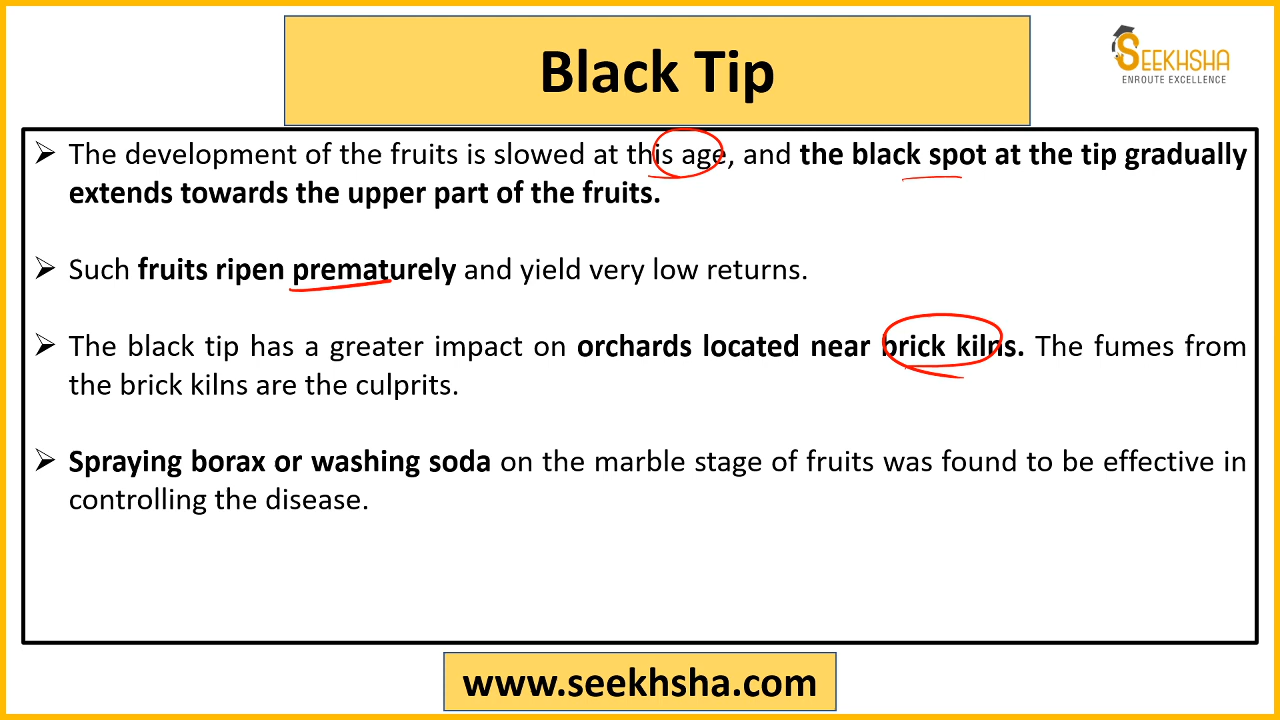 Black Tip
SEEKHSHA
ENROUTE EXCELLENCE
➢ The development of the fruits is slowed at this age, and the black spot at the tip gradually
extends towards the upper part of the fruits.
➢ Such fruits ripen prematurely and yield very low returns.
➢ The black tip has a greater impact on orchards located near brick kilns. The fumes from
the brick kilns are the culprits.
➢ Spraying borax or washing soda on the marble stage of fruits was found to be effective in
controlling the disease.
www.seekhsha.com